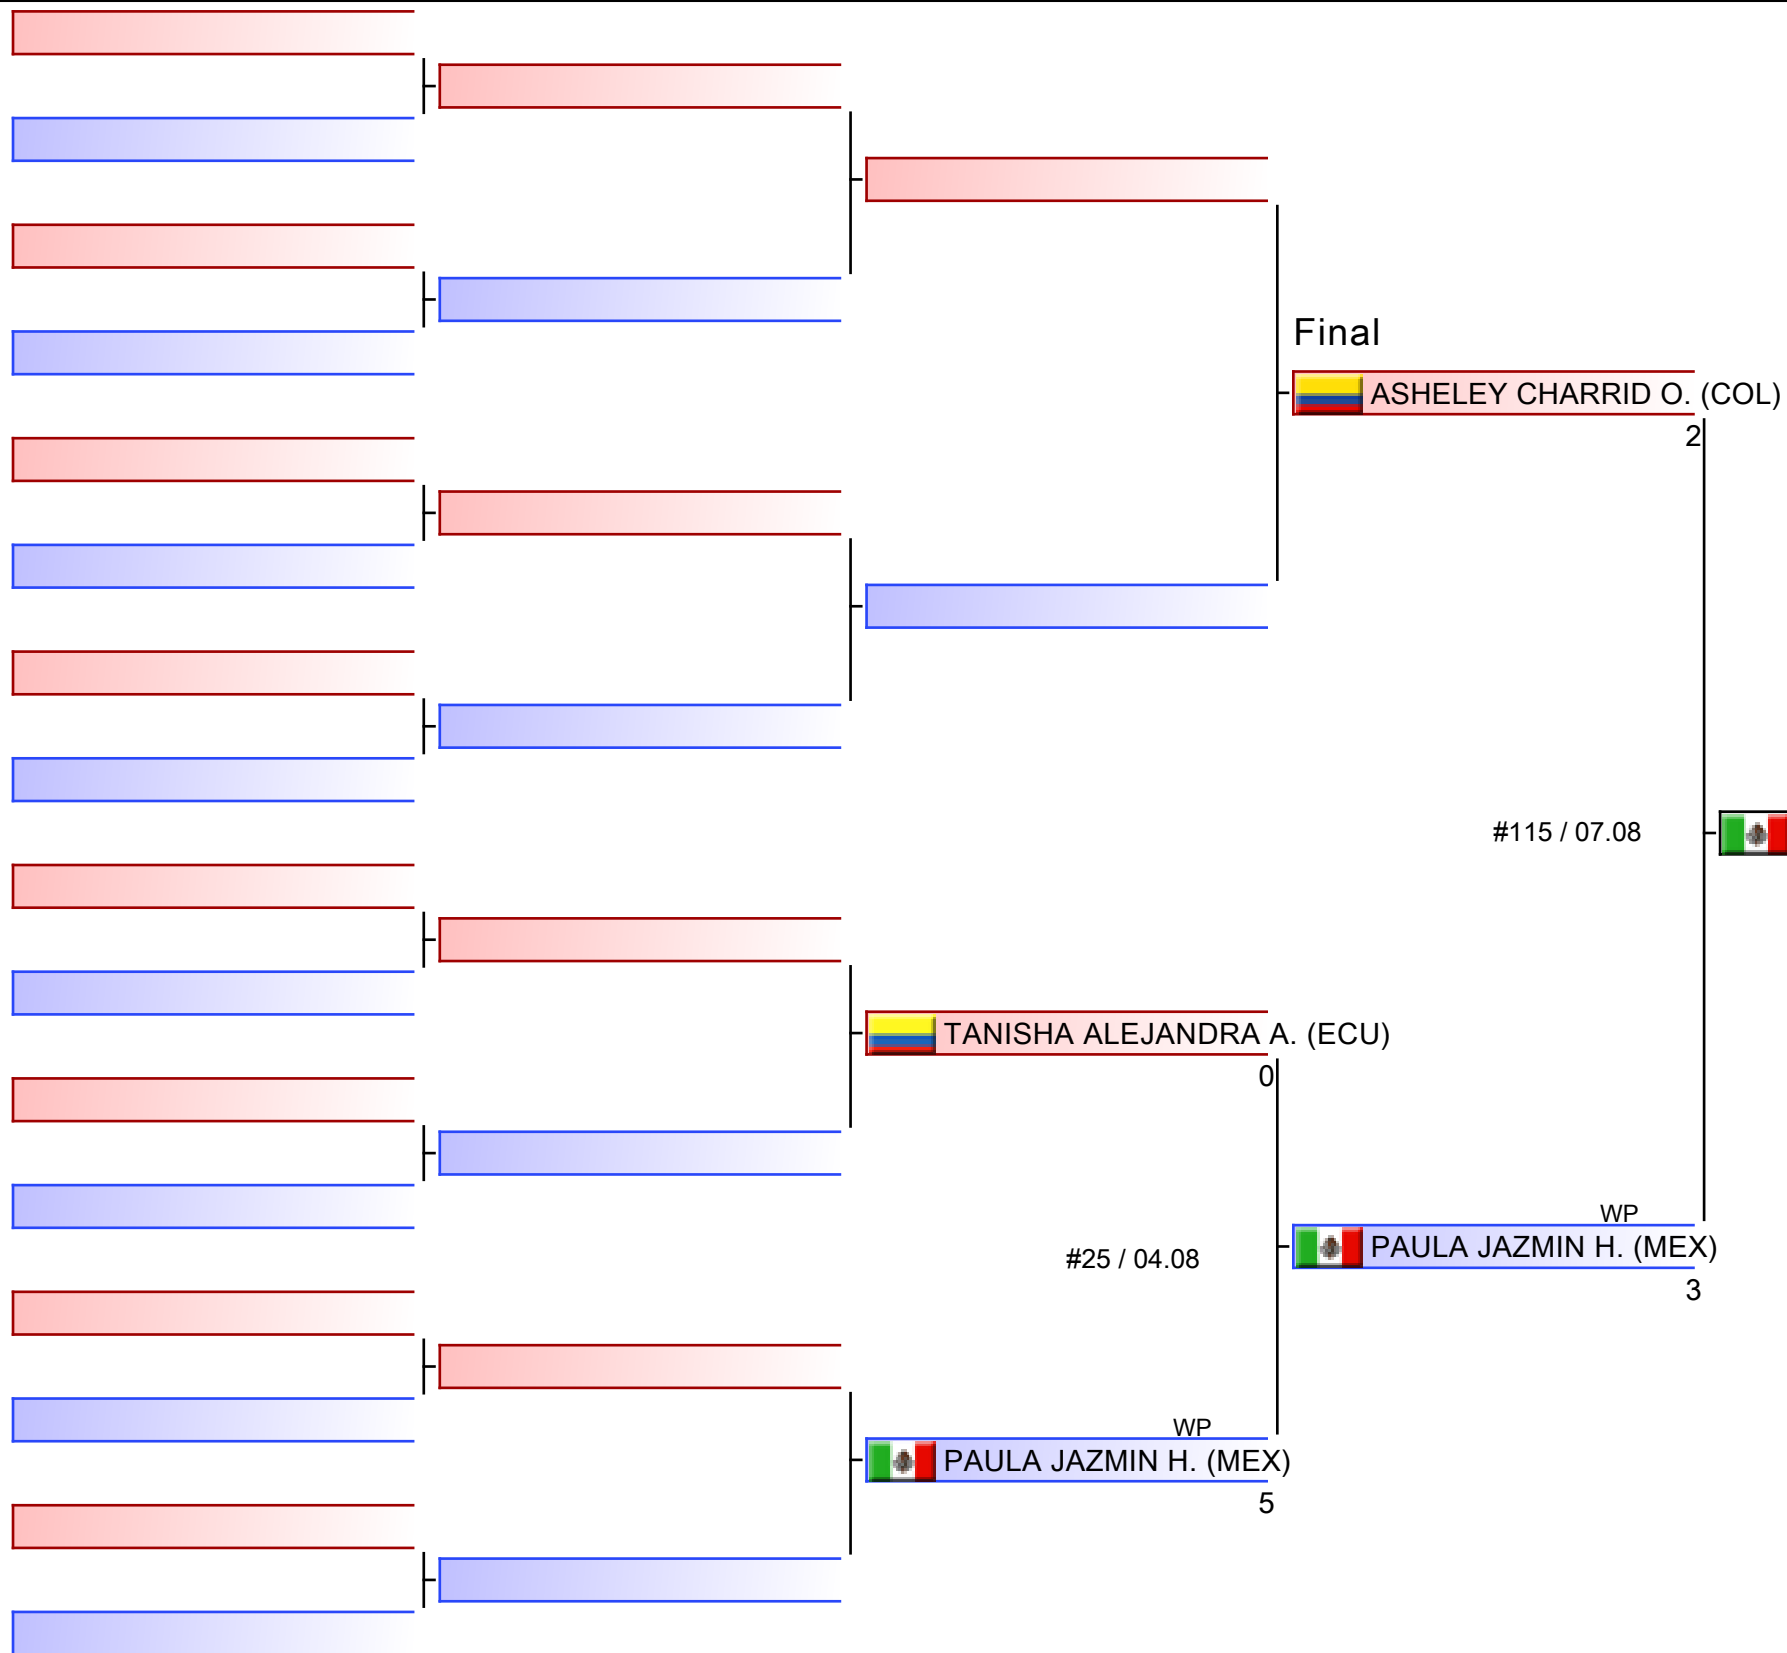 Final
ASHELEY CHARRID O. (COL)
2
#115 / 07.08
TANISHA ALEJANDRA A. (ECU)
0
WP
PAULA JAZMIN H. (MEX)
3
#25 / 04.08
WP
PAULA JAZMIN H. (MEX)
5